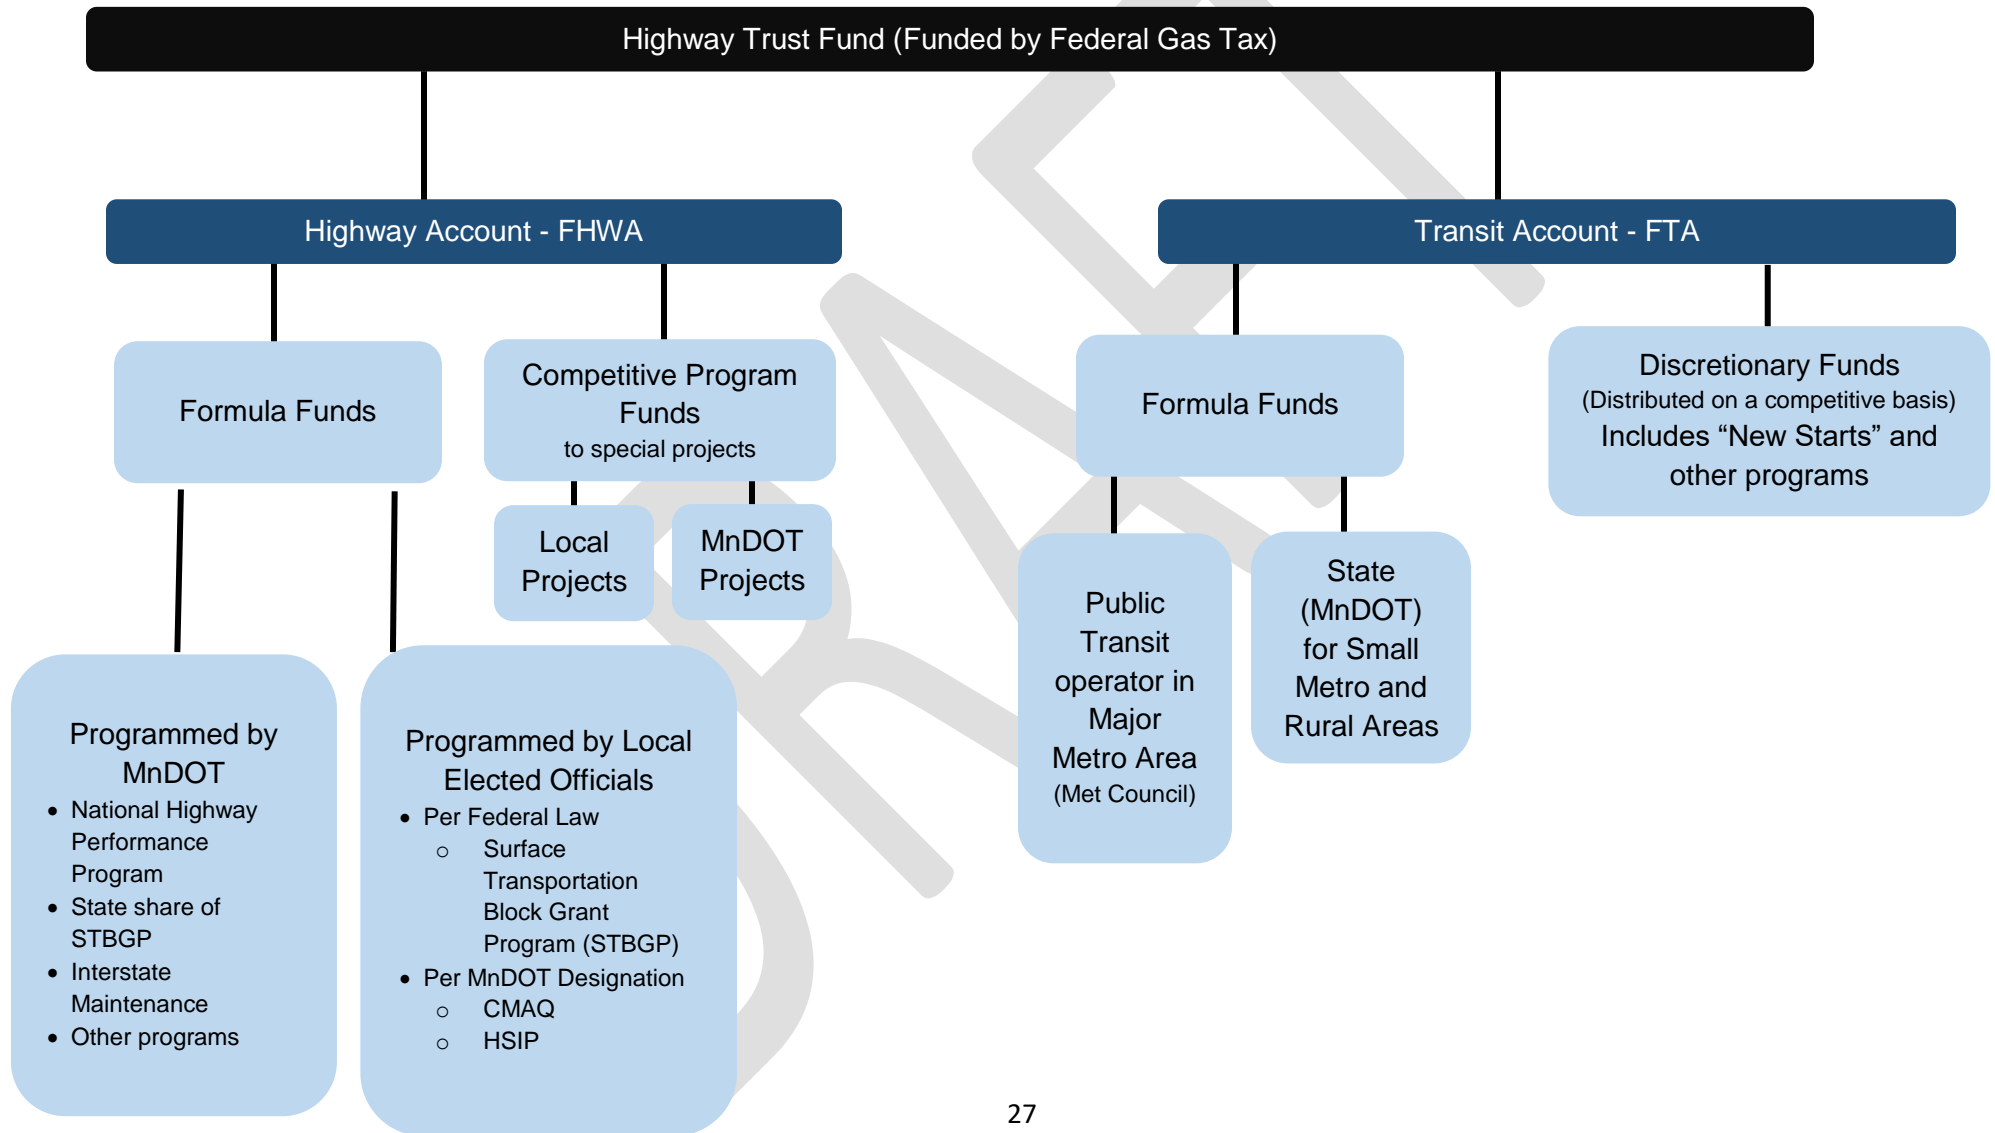 Highway Trust Fund (Funded by Federal Gas Tax)
Highway Account - FHWA
Transit Account - FTA
Formula Funds
Competitive Program
Funds
to special projects
Local
Projects
MnDOT
Projects
Programmed by
MnDOT
• National Highway
Performance
Program
• State share of
STBGP
• Interstate
Maintenance
• Other programs
Programmed by Local
Elected Officials
• Per Federal Law
o Surface
Transportation
Block Grant
Program (STBGP)
• Per MnDOT Designation
o CMAQ
o HSIP
Formula Funds
Discretionary Funds
(Distributed on a competitive basis)
Includes “New Starts” and
other programs
Public
Transit
operator in
Major
Metro Area
(Met Council)
State
(MnDOT)
for Small
Metro and
Rural Areas
DRAFT
27